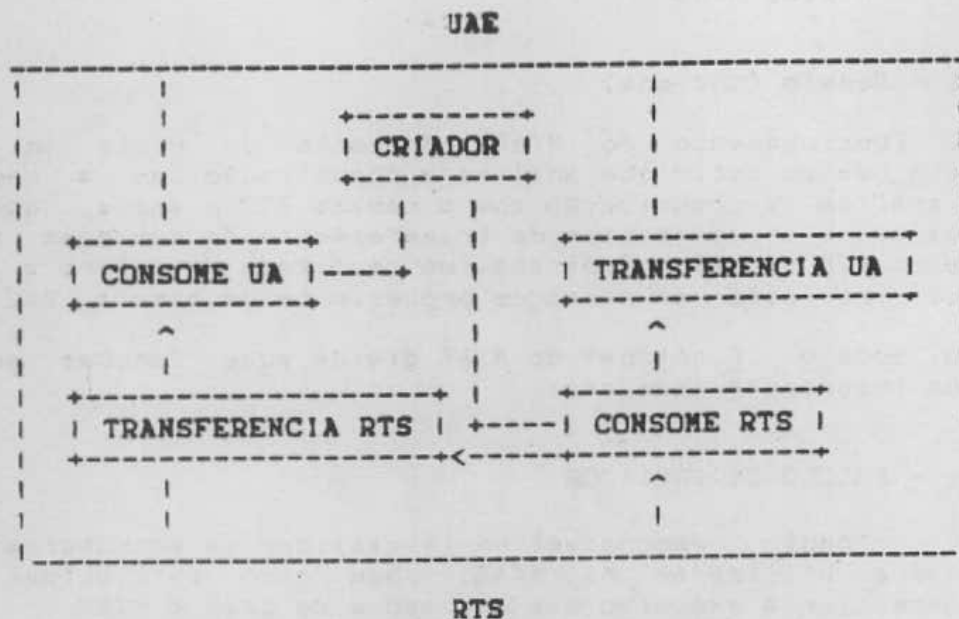 UAE
CRIADOR
CONSOME UA
TRANSFERENCIA UA
TRANSFERENCIA RTS
CONSOME RTS
RTS